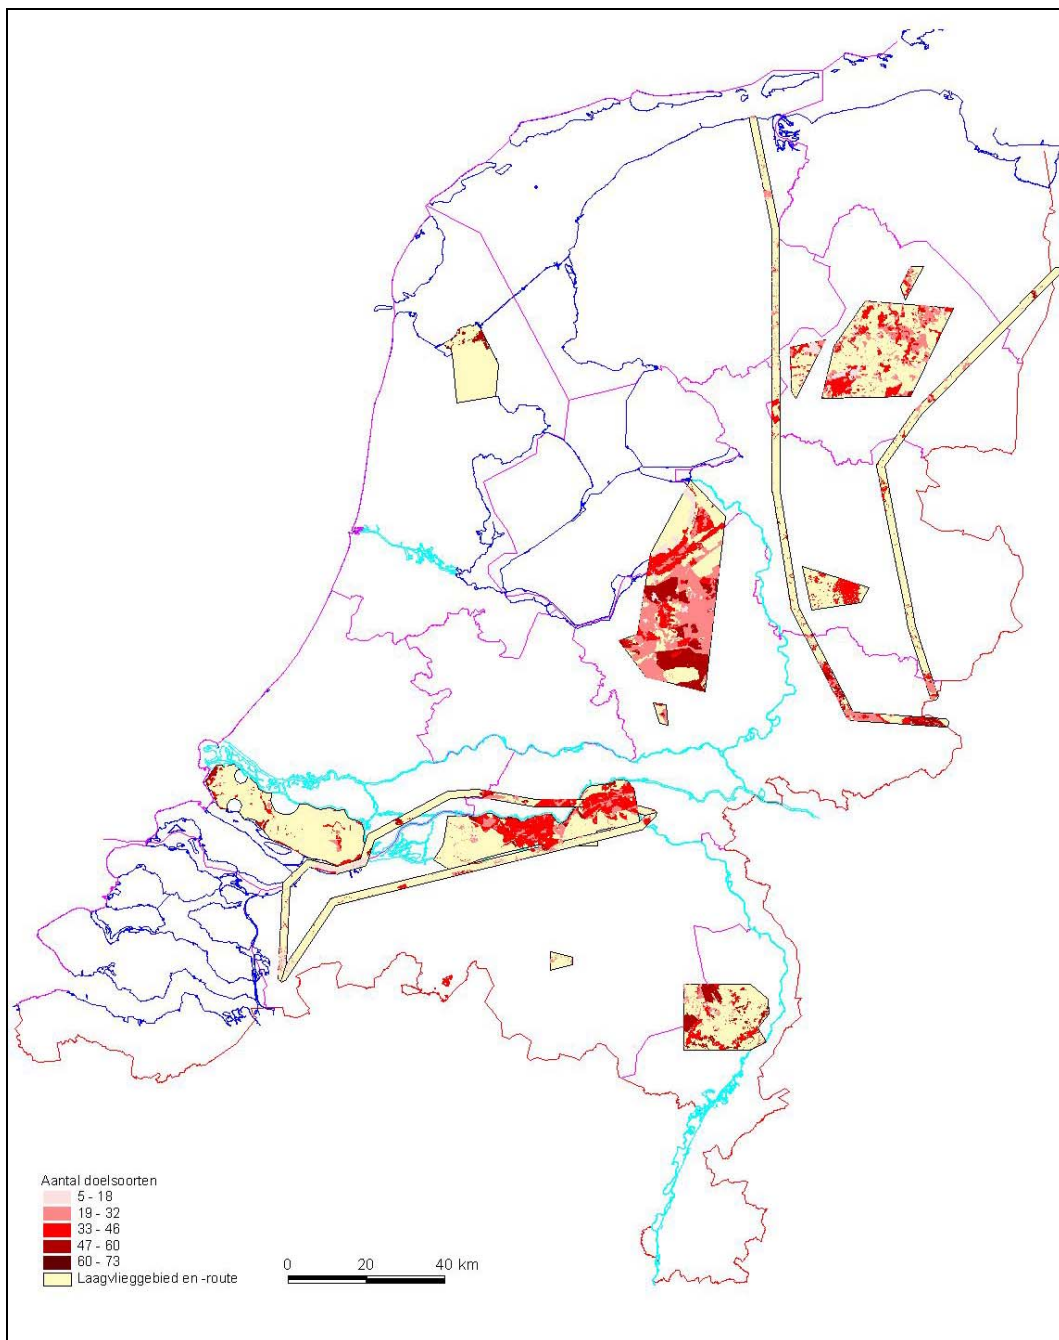 Aantal doelsoorten
5 - 18
19 - 32
33 - 46
47 - 60
60 - 73
Laagvlieggebied en -route
0 20 40 km